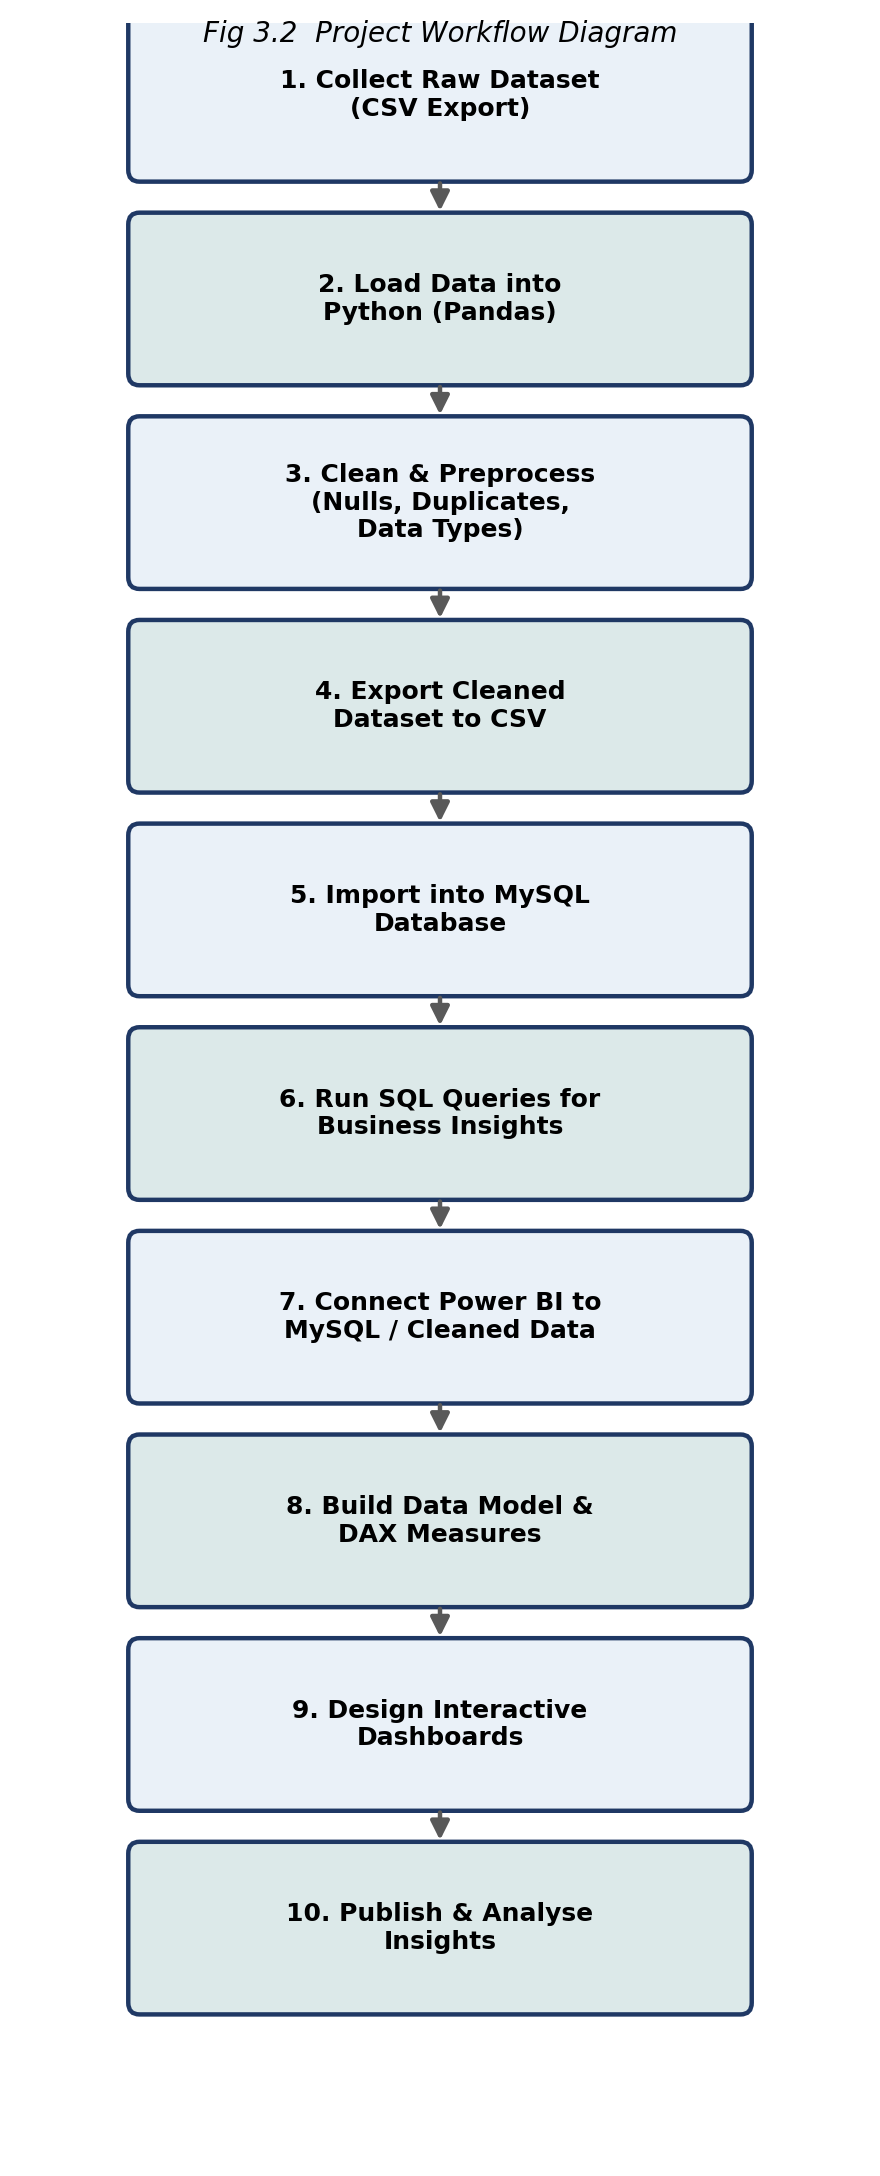 Fig 3.2  Project Workflow Diagram
1. Collect Raw Dataset
(CSV Export)
2. Load Data into
Python (Pandas)
3. Clean & Preprocess
(Nulls, Duplicates,
Data Types)
4. Export Cleaned
Dataset to CSV
5. Import into MySQL
Database
6. Run SQL Queries for
Business Insights
7. Connect Power BI to
MySQL / Cleaned Data
8. Build Data Model &
DAX Measures
9. Design Interactive
Dashboards
10. Publish & Analyse
Insights